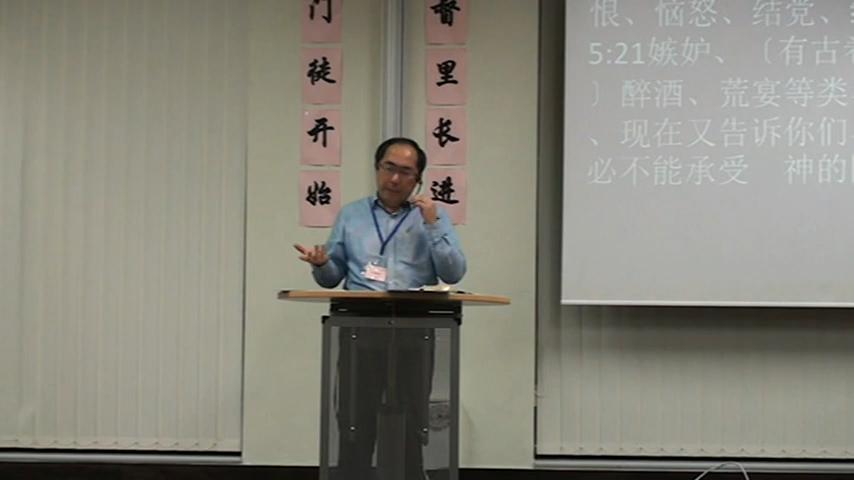 门徒开始
督里长进
恨、恼怒、结党、
5:21嫉妒、〔有古
〕醉酒、荒宴等类
、现在又告诉你们
必不能承受 神的